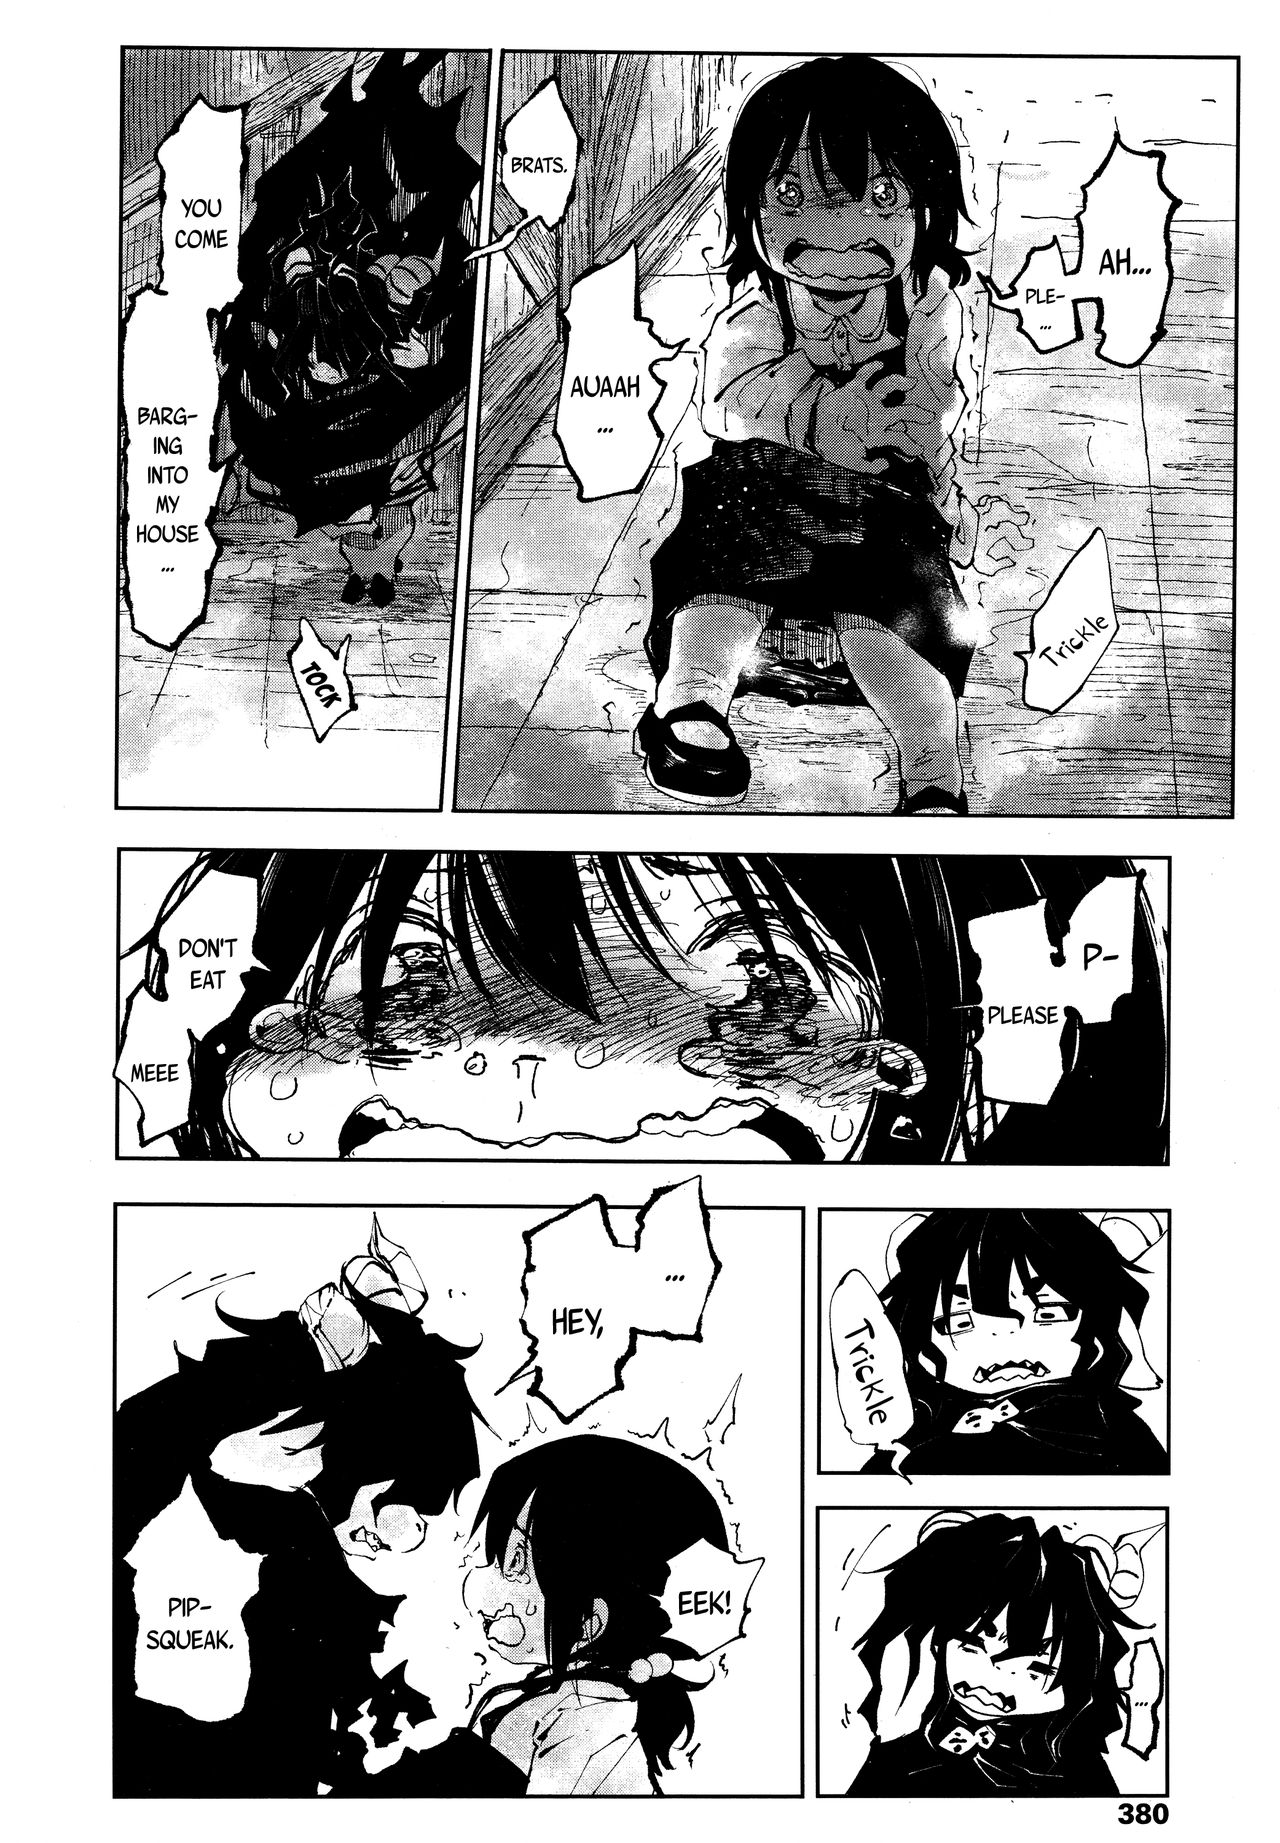 AH...
PLE-
...
Trickle
AUAAH
...
BRATS.
YOU
COME
BARG-
ING
INTO
MY
HOUSE
...
TOCK
P-
PLEASE
DON'T
EAT
MEEE
Trickle
...
...
HEY,
EEK!
PIP-
SQUEAK.
380